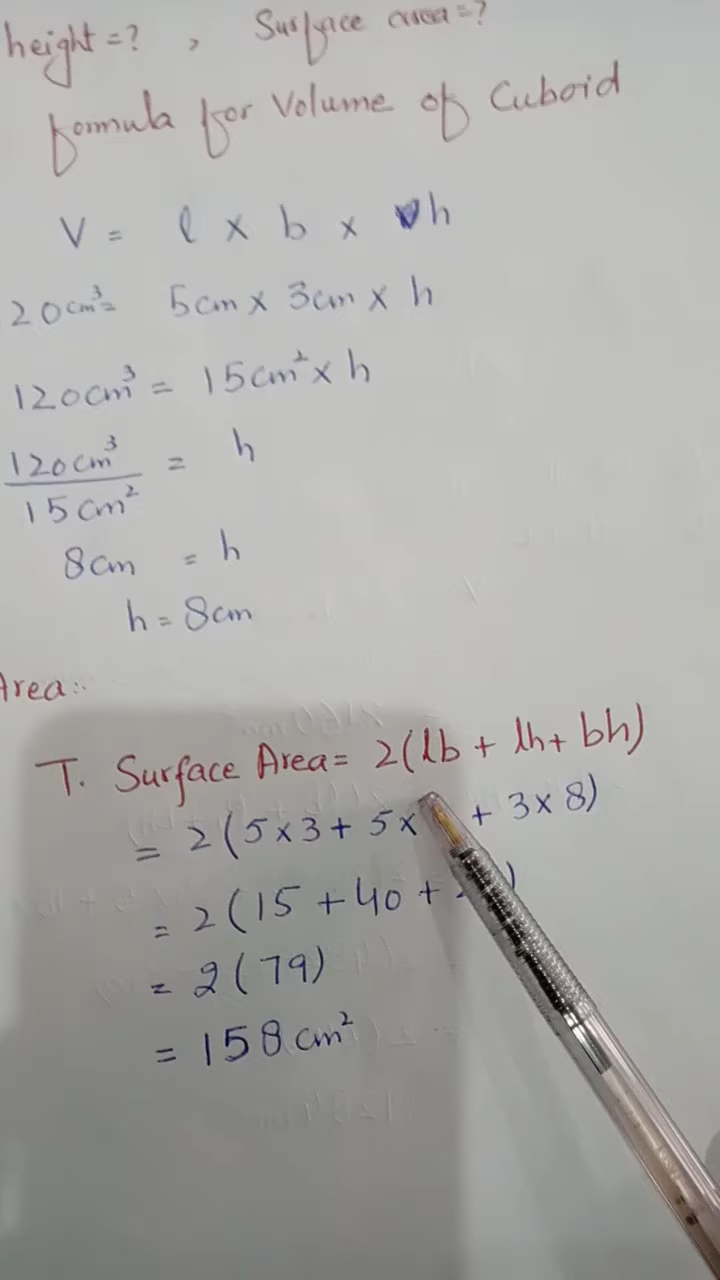 height=? , Surface area=?
formula for Volume of Cuboid
V = l × b × h
20cm³= 5cm × 3cm × h
120cm³ = 15cm² × h
120cm³ = h
15cm²
8cm = h
h = 8cm
Area:
T. Surface Area = 2(lb + lh + bh)
= 2(5×3 + 5× + 3×8)
= 2(15 + 40 + )
= 2(79)
= 158 cm²